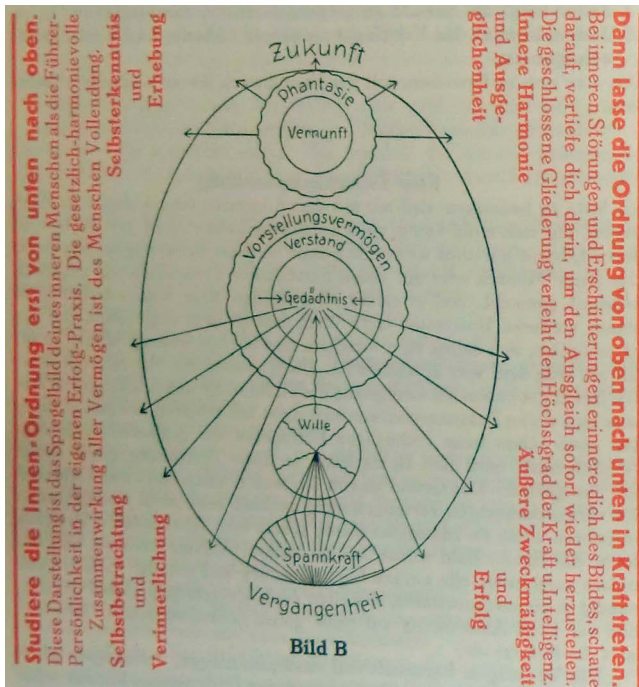 Studiere die Innen=Ordnung erst von unten nach oben.
Diese Darstellung ist das Spiegelbild deines inneren Menschen als die Führer-
Persönlichkeit in der eigenen Erfolg-Praxis. Die gesetzlich-harmonievolle
Zusammenwirkung aller Vermögen ist des Menschen Vollendung.
Selbstbetrachtung
und
Verinnerlichung
Selbsterkenntnis
und
Erhebung
Zukunft
Phantasie
Vernunft
Vorstellungsvermögen
Verstand
Gedächtnis
Wille
Spannkraft
Vergangenheit
Bild B
Innere Harmonie
und Ausge-
glichenheit
Äußere Zweckmäßigkeit
und
Erfolg
Dann lasse die Ordnung von oben nach unten in Kraft treten.
Bei inneren Störungen und Erschütterungen erinnere dich des Bildes, schaue
darauf, vertiefe dich darin, um den Ausgleich sofort wieder herzustellen.
Die geschlossene Gliederung verleiht den Höchstgrad der Kraft u. Intelligenz.